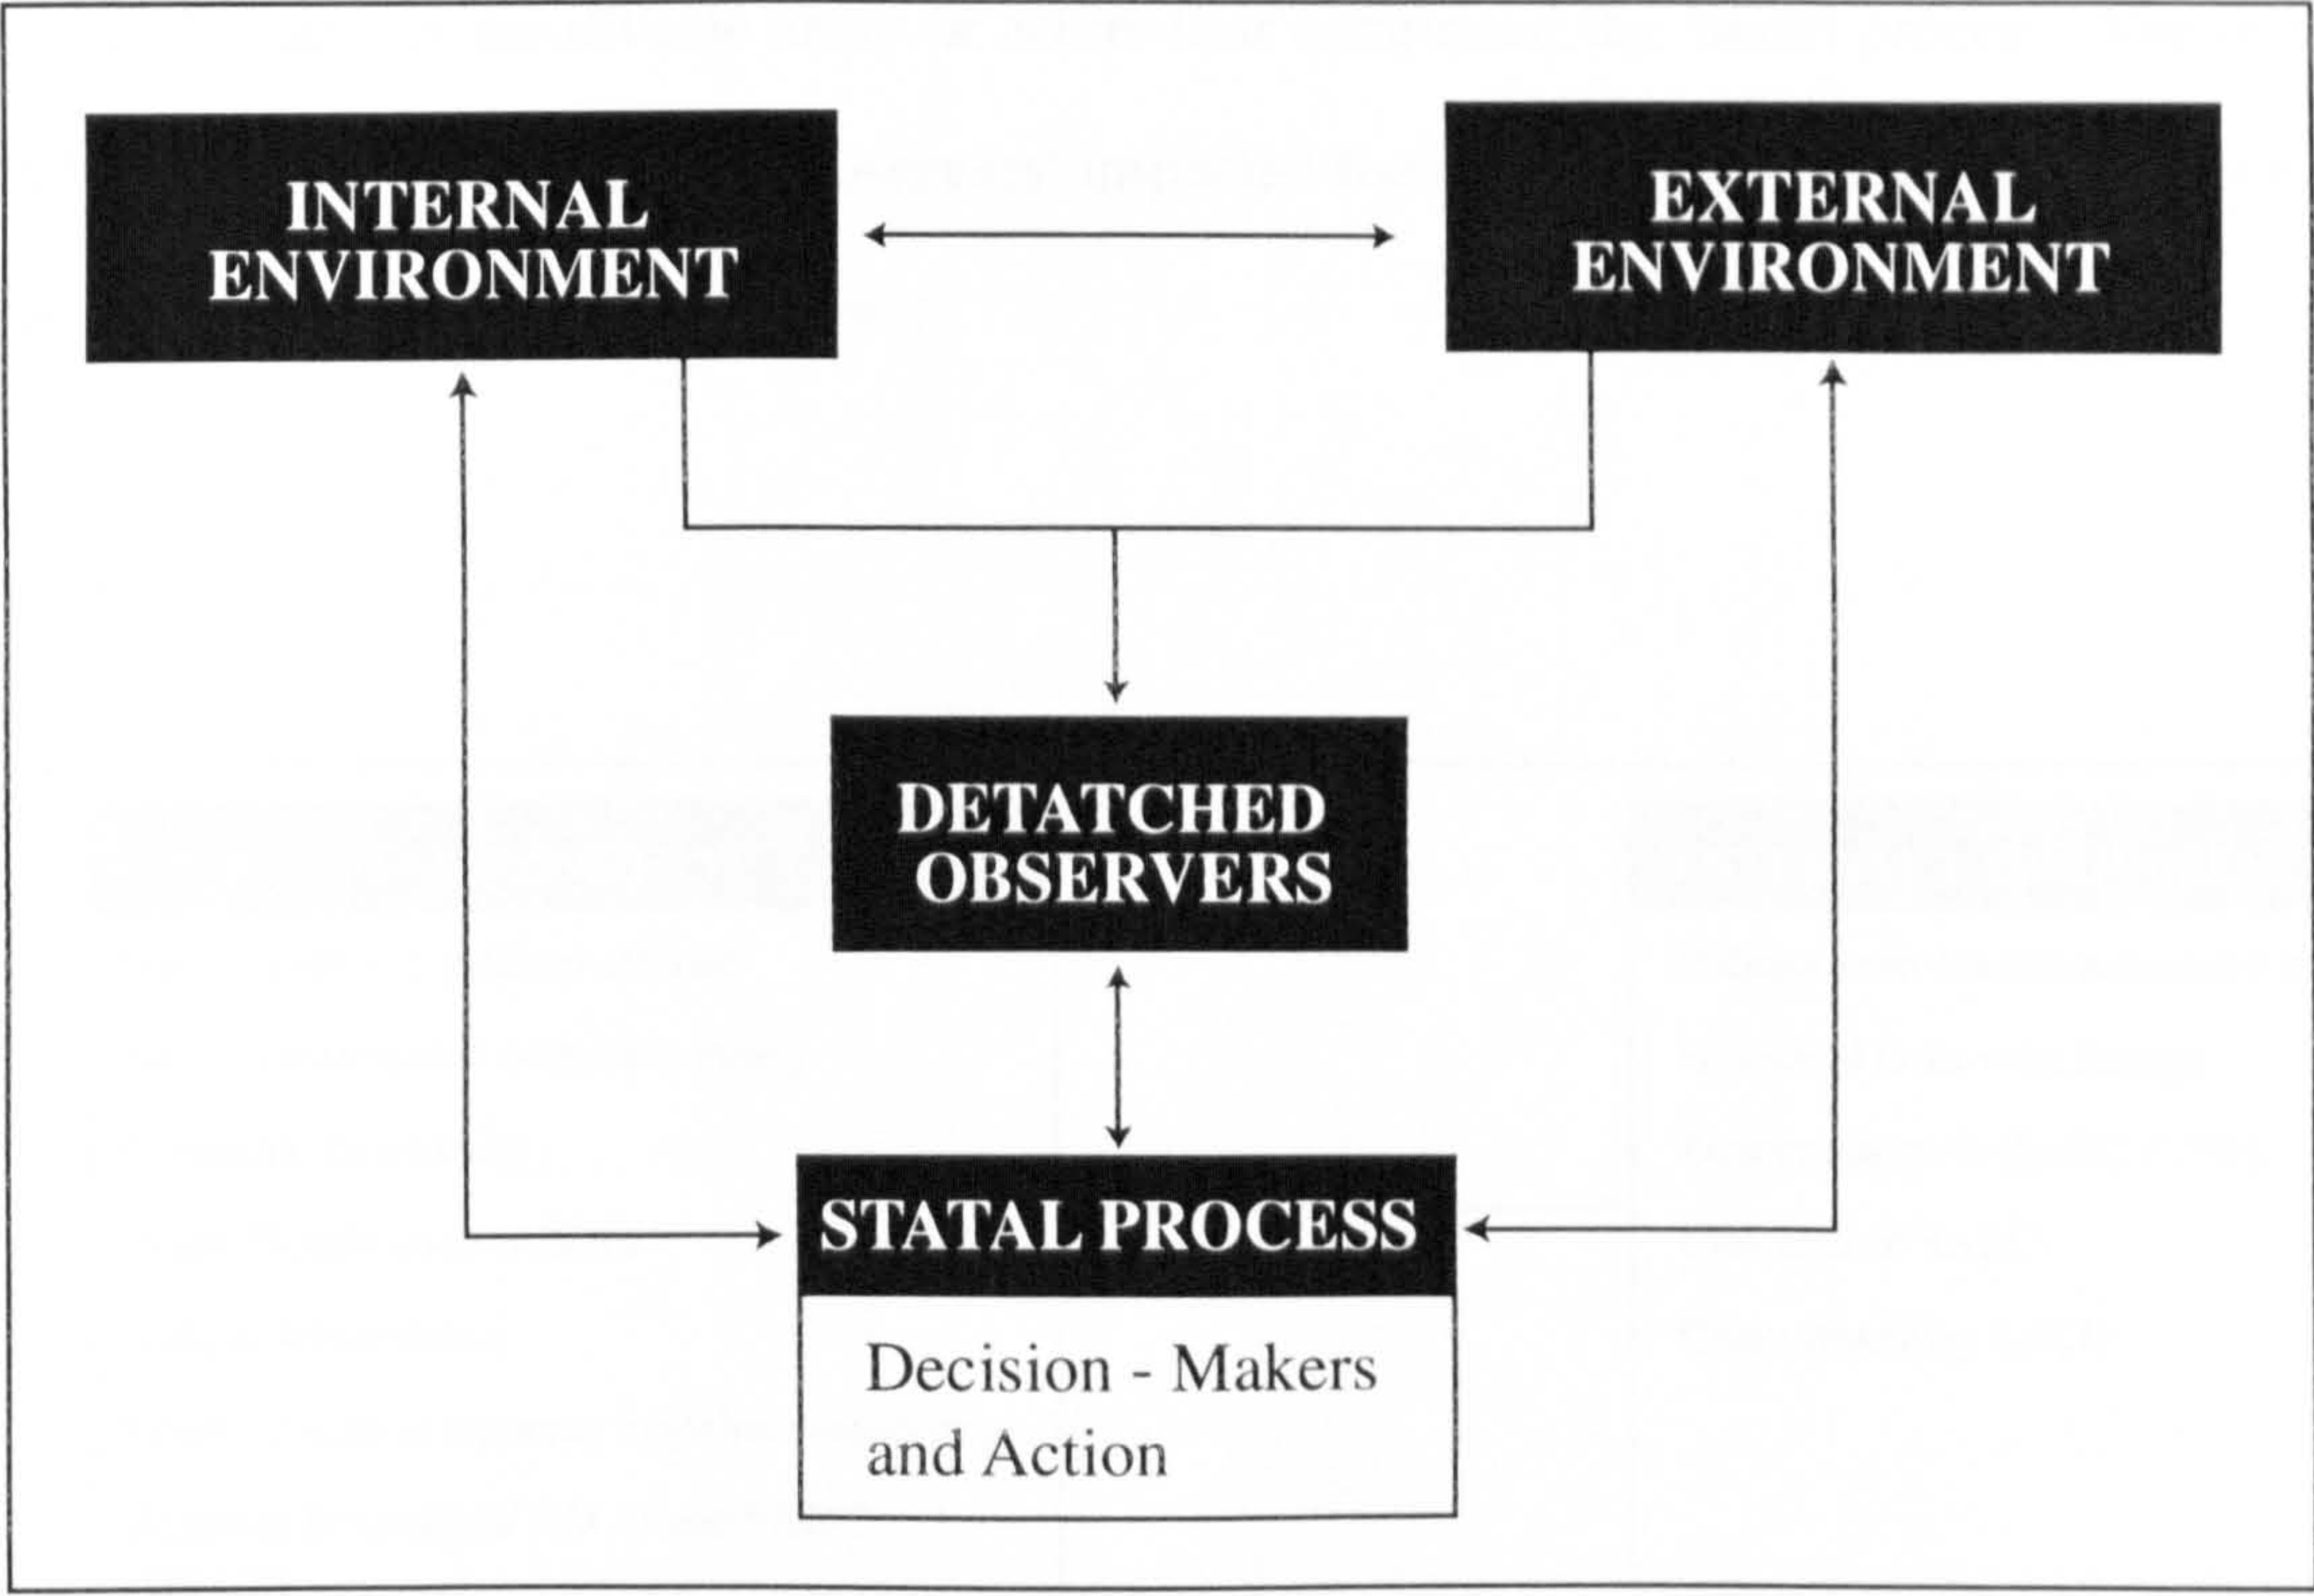 INTERNAL
ENVIRONMENT
EXTERNAL
ENVIRONMENT
DETATCHED
OBSERVERS
STATAL PROCESS
Decision - Makers
and Action